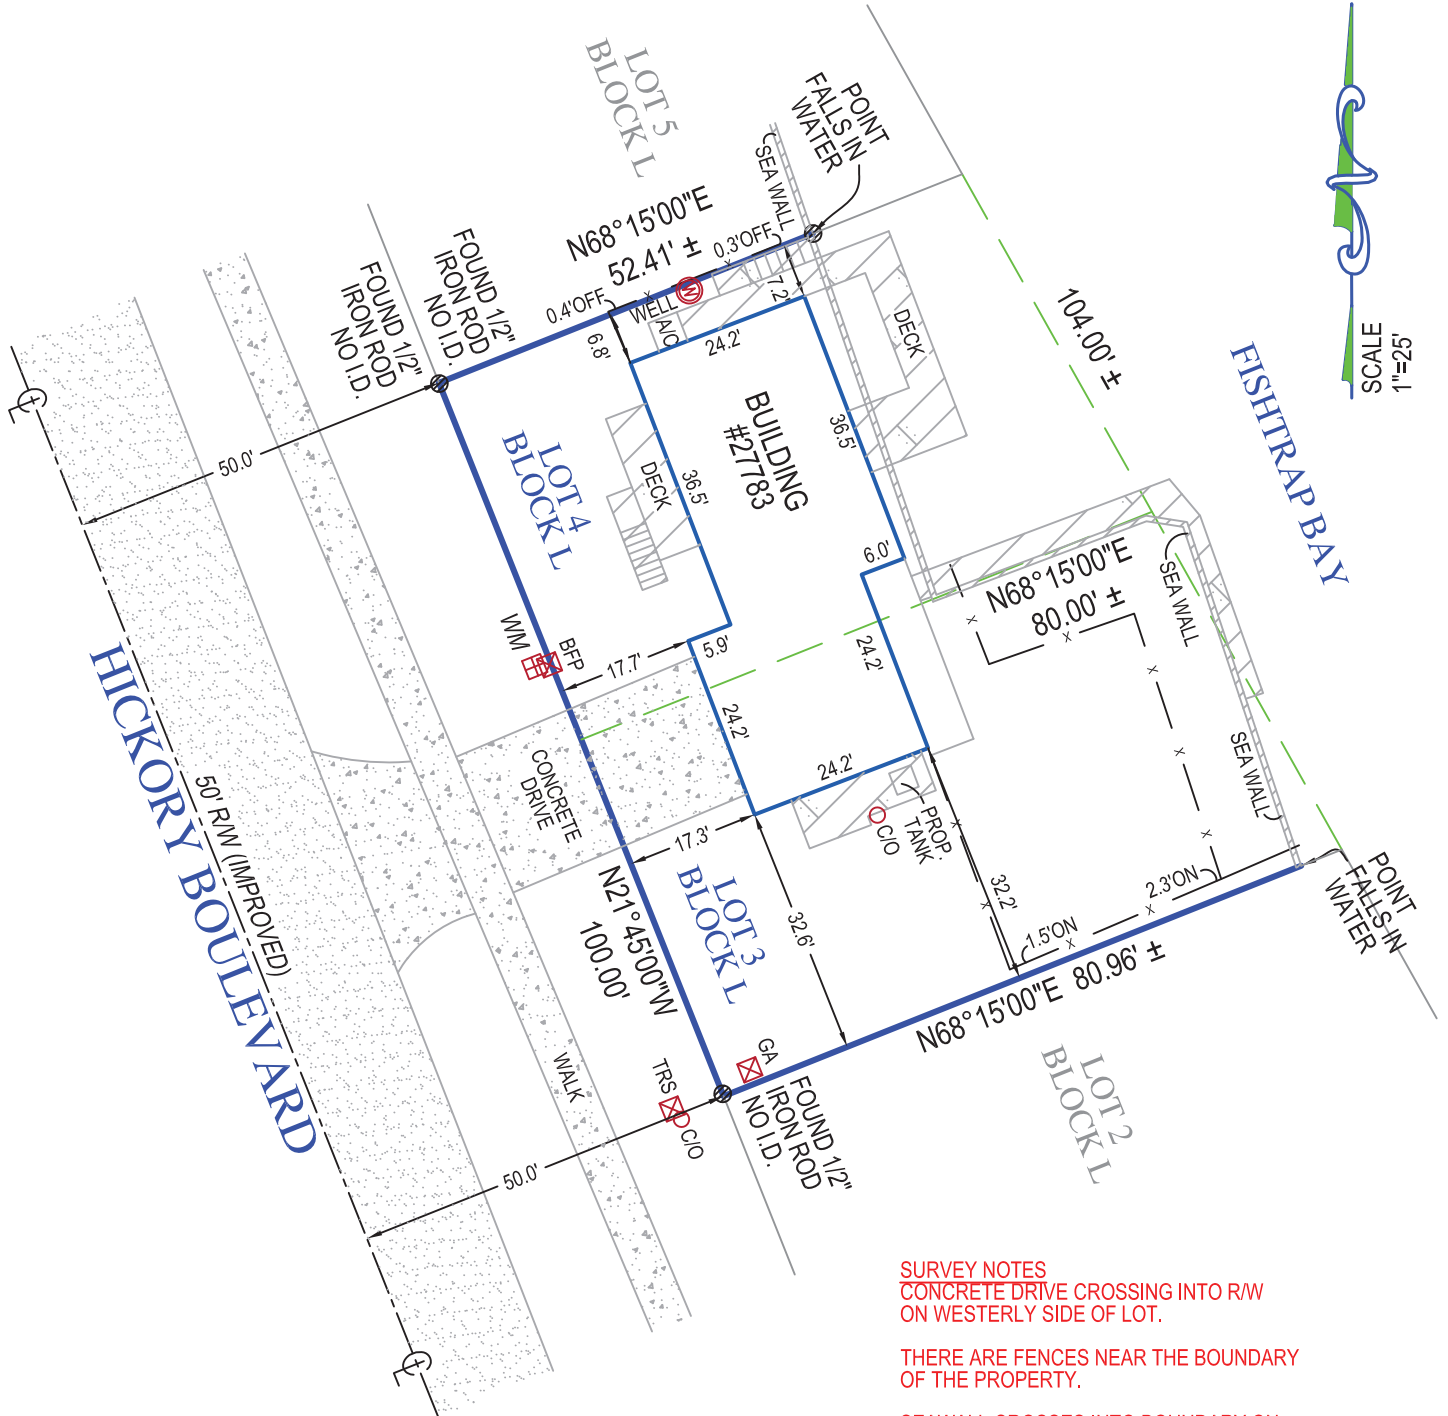 LOT 5
BLOCK L
POINT
FALLS IN
WATER
SEA WALL
N68°15'00"E
52.41' ±
0.3'OFF
0.4'OFF
WELL
W
A/C
6.8'
7.2'
24.2'
FOUND 1/2"
IRON ROD
NO I.D.
FOUND 1/2"
IRON ROD
NO I.D.
50.0'
DECK
104.00' ±
FISHTRAP BAY
SCALE
1"=25'
N
BUILDING
#27783
36.5'
36.5'
DECK
LOT 4
BLOCK L
6.0'
N68°15'00"E
80.00' ±
SEA WALL
WM
BFP
17.7'
5.9'
24.2'
24.2'
24.2'
CONCRETE
DRIVE
HICKORY BOULEVARD
50' R/W (IMPROVED)
17.3'
PROP.
TANK
C/O
SEA WALL
N21°45'00"W
100.00'
LOT 3
BLOCK L
32.6'
32.2'
1.5'ON
2.3'ON
POINT
FALLS IN
WATER
N68°15'00"E 80.96' ±
WALK
TRS
C/O
GA
FOUND 1/2"
IRON ROD
NO I.D.
50.0'
LOT 2
BLOCK L
SURVEY NOTES
CONCRETE DRIVE CROSSING INTO R/W
ON WESTERLY SIDE OF LOT.
THERE ARE FENCES NEAR THE BOUNDARY
OF THE PROPERTY.